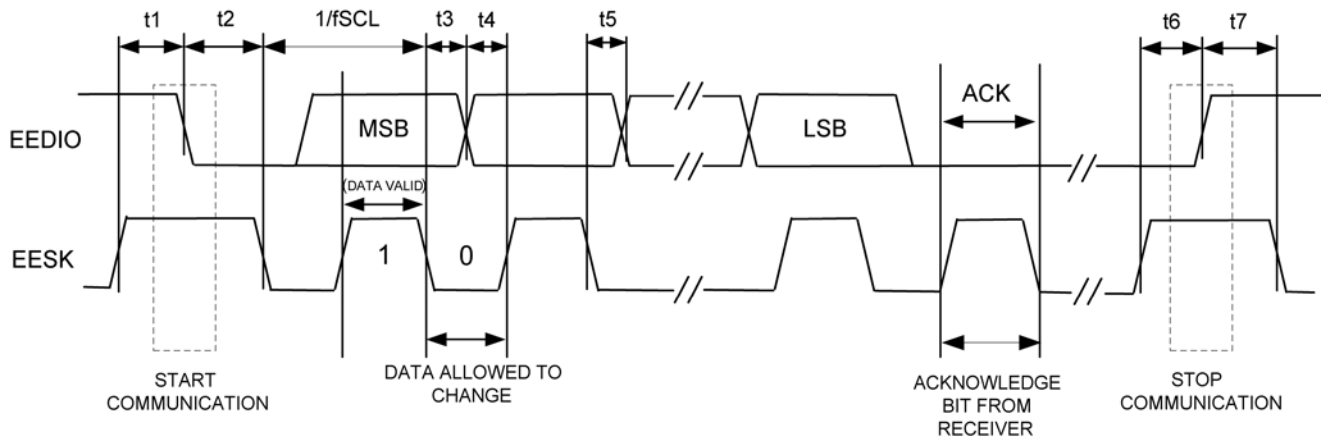 t1 t2 1/fSCL t3 t4 t5 t6 t7
EEDIO MSB LSB ACK
(DATA VALID)
EESK 1 0
START
COMMUNICATION
DATA ALLOWED TO
CHANGE
ACKNOWLEDGE
BIT FROM
RECEIVER
STOP
COMMUNICATION